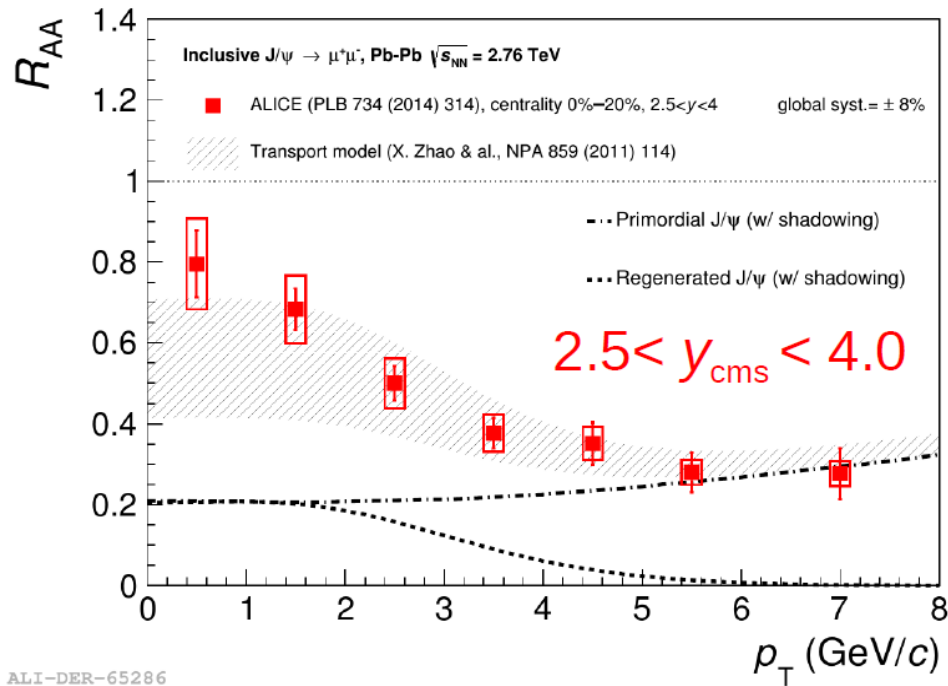 R_AA
1.4
1.2
1
0.8
0.6
0.4
0.2
0
Inclusive J/ψ → μ⁺μ⁻, Pb-Pb √s_NN = 2.76 TeV
ALICE (PLB 734 (2014) 314), centrality 0%–20%, 2.5<y<4 global syst.= ± 8%
Transport model (X. Zhao & al., NPA 859 (2011) 114)
Primordial J/ψ (w/ shadowing)
Regenerated J/ψ (w/ shadowing)
2.5< y_cms < 4.0
0 1 2 3 4 5 6 7 8
p_T (GeV/c)
ALI-DER-65286